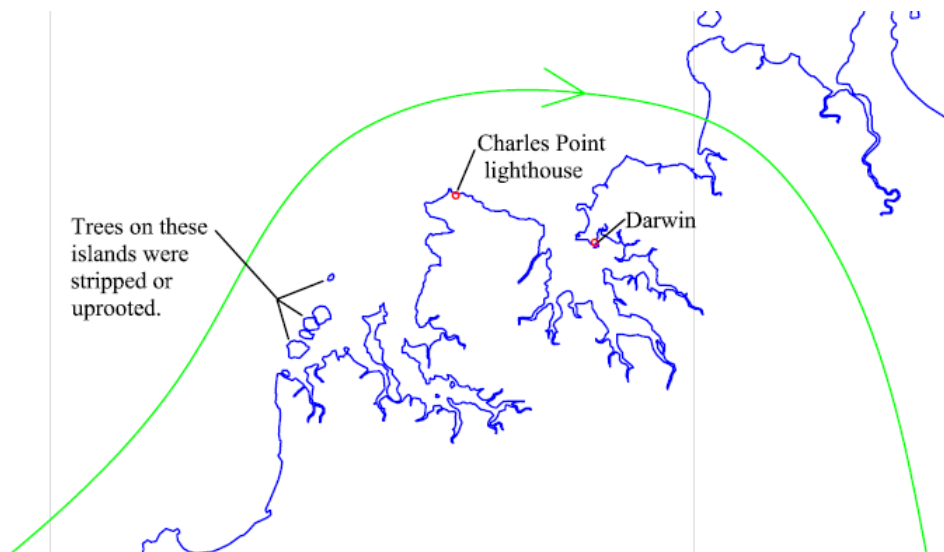 Charles Point
lighthouse
Darwin
Trees on these
islands were
stripped or
uprooted.